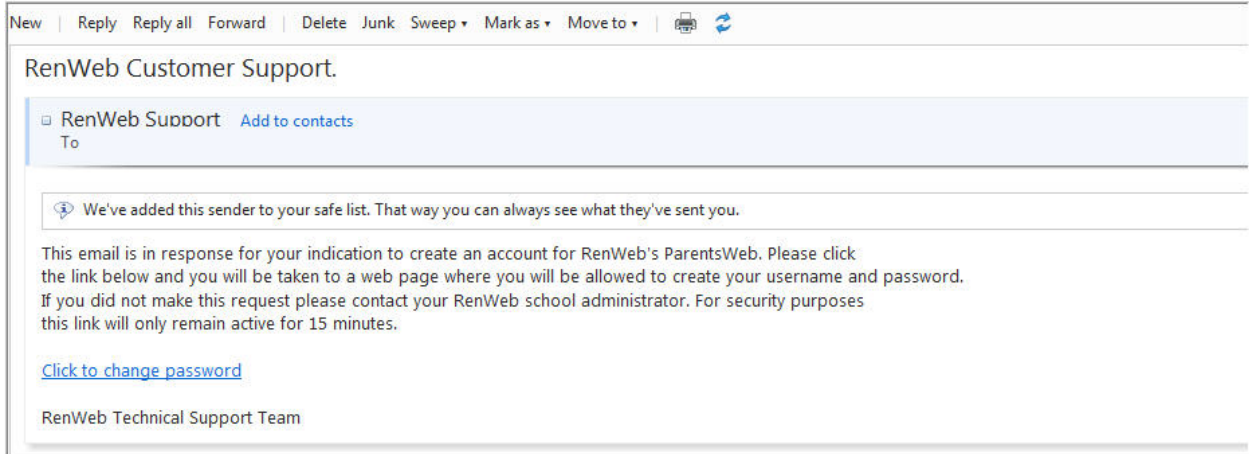 New | Reply Reply all Forward | Delete Junk Sweep Mark as Move to
RenWeb Customer Support.
RenWeb Support Add to contacts
To
We've added this sender to your safe list. That way you can always see what they've sent you.
This email is in response for your indication to create an account for RenWeb's ParentsWeb. Please click
the link below and you will be taken to a web page where you will be allowed to create your username and password.
If you did not make this request please contact your RenWeb school administrator. For security purposes
this link will only remain active for 15 minutes.
Click to change password
RenWeb Technical Support Team